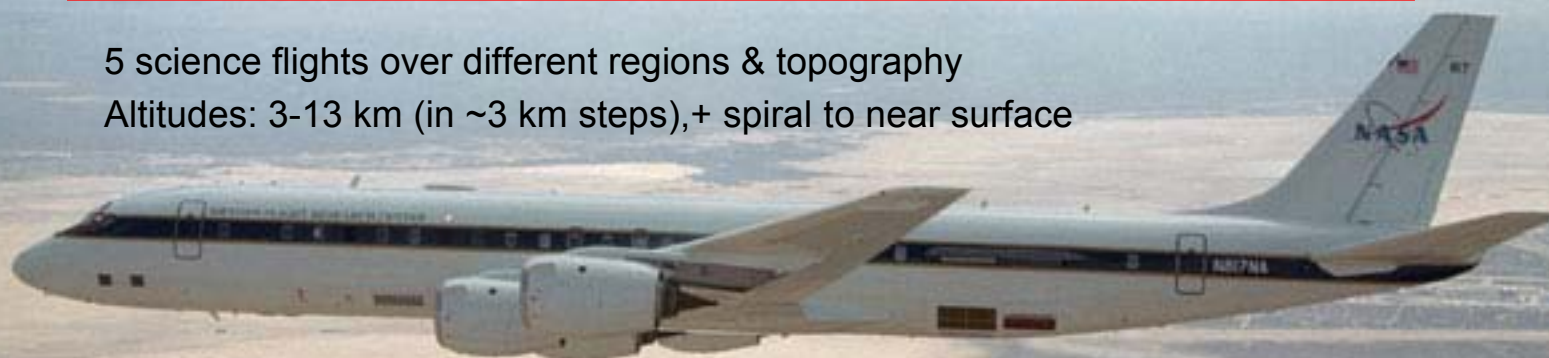 5 science flights over different regions & topography
Altitudes: 3-13 km (in ~3 km steps),+ spiral to near surface
NASA
N817NA